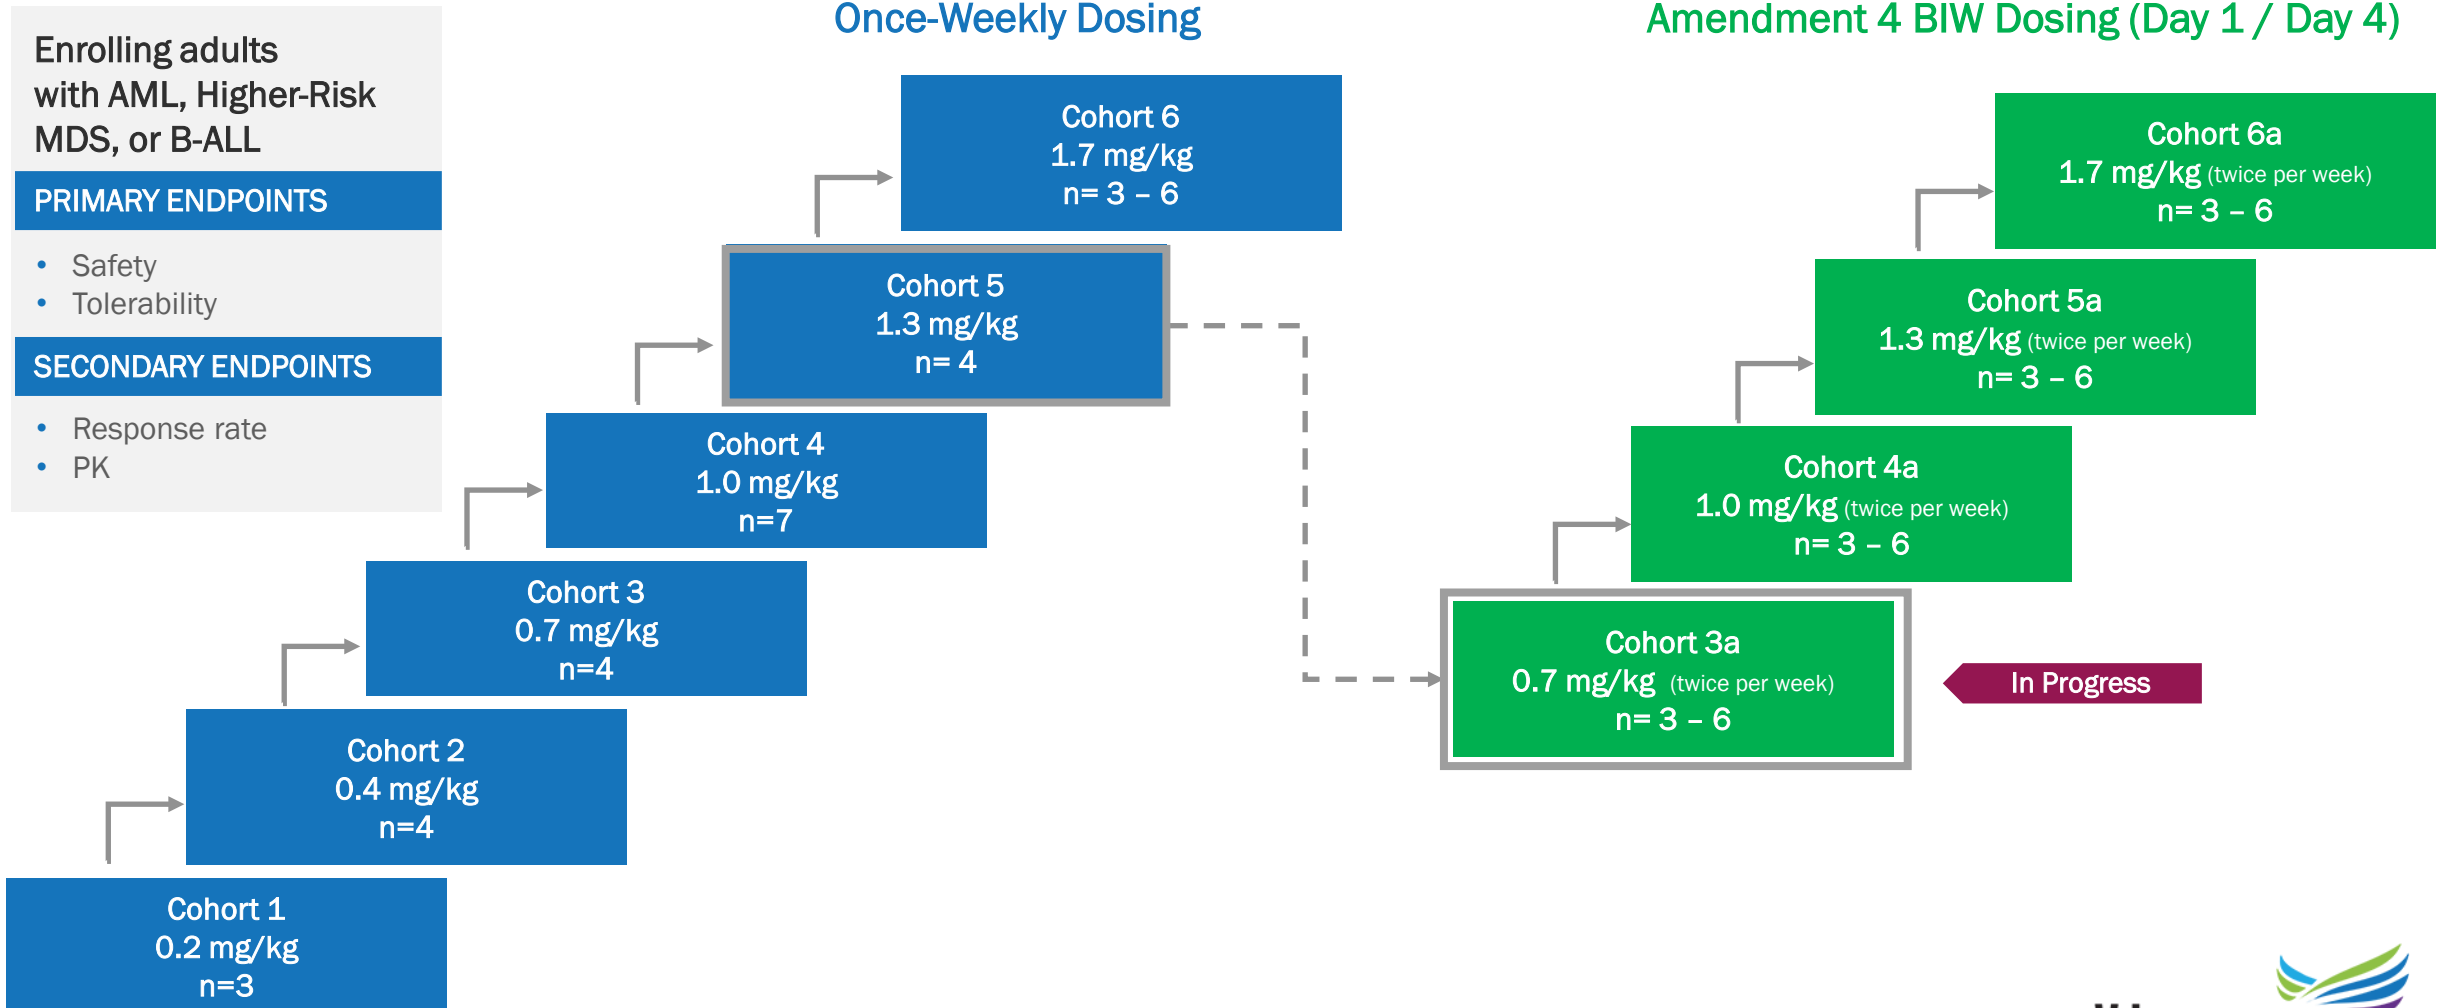 Once-Weekly Dosing
Amendment 4 BIW Dosing (Day 1 / Day 4)
Enrolling adults
with AML, Higher-Risk
MDS, or B-ALL
PRIMARY ENDPOINTS
• Safety
• Tolerability
SECONDARY ENDPOINTS
• Response rate
• PK
Cohort 6
1.7 mg/kg
n= 3 – 6
Cohort 5
1.3 mg/kg
n= 4
Cohort 4
1.0 mg/kg
n=7
Cohort 3
0.7 mg/kg
n=4
Cohort 2
0.4 mg/kg
n=4
Cohort 1
0.2 mg/kg
n=3
Cohort 6a
1.7 mg/kg (twice per week)
n= 3 – 6
Cohort 5a
1.3 mg/kg (twice per week)
n= 3 – 6
Cohort 4a
1.0 mg/kg (twice per week)
n= 3 – 6
Cohort 3a
0.7 mg/kg (twice per week)
n= 3 – 6
In Progress